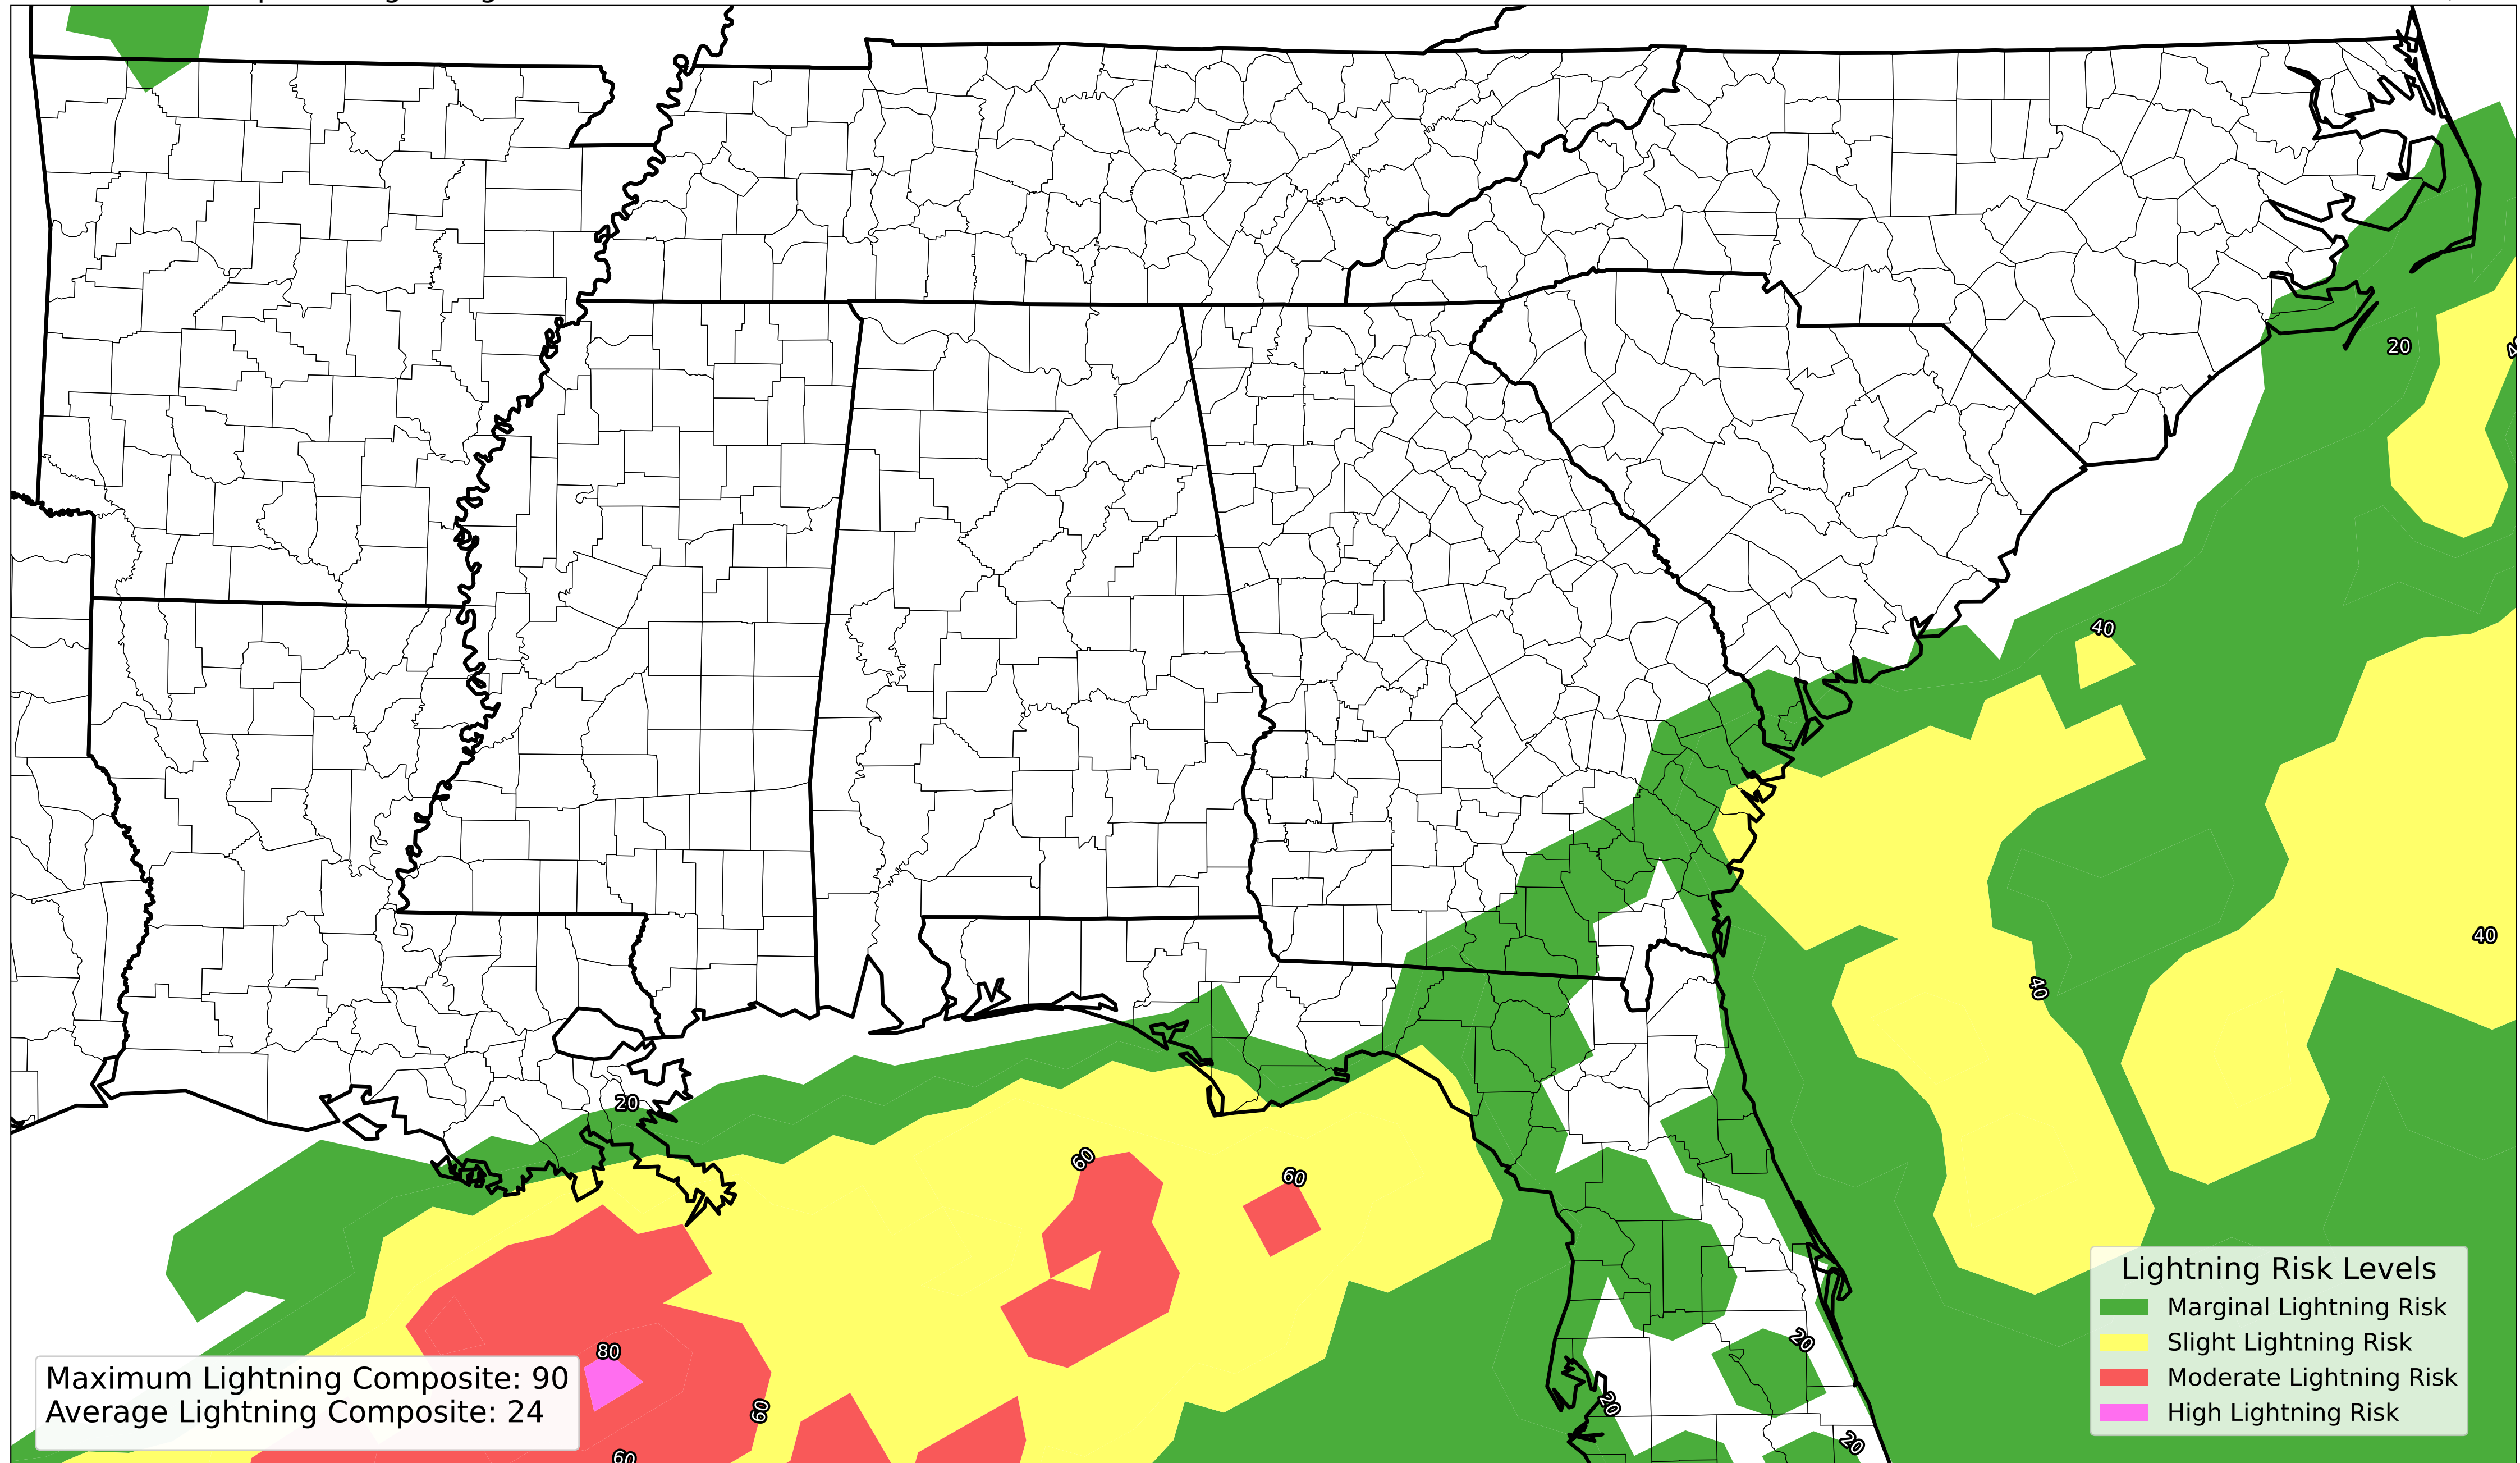 20
40
40
40
40
20
60
60
80
60
60
20
20
20
Lightning Risk Levels
Marginal Lightning Risk
Slight Lightning Risk
Moderate Lightning Risk
High Lightning Risk
Maximum Lightning Composite: 90
Average Lightning Composite: 24